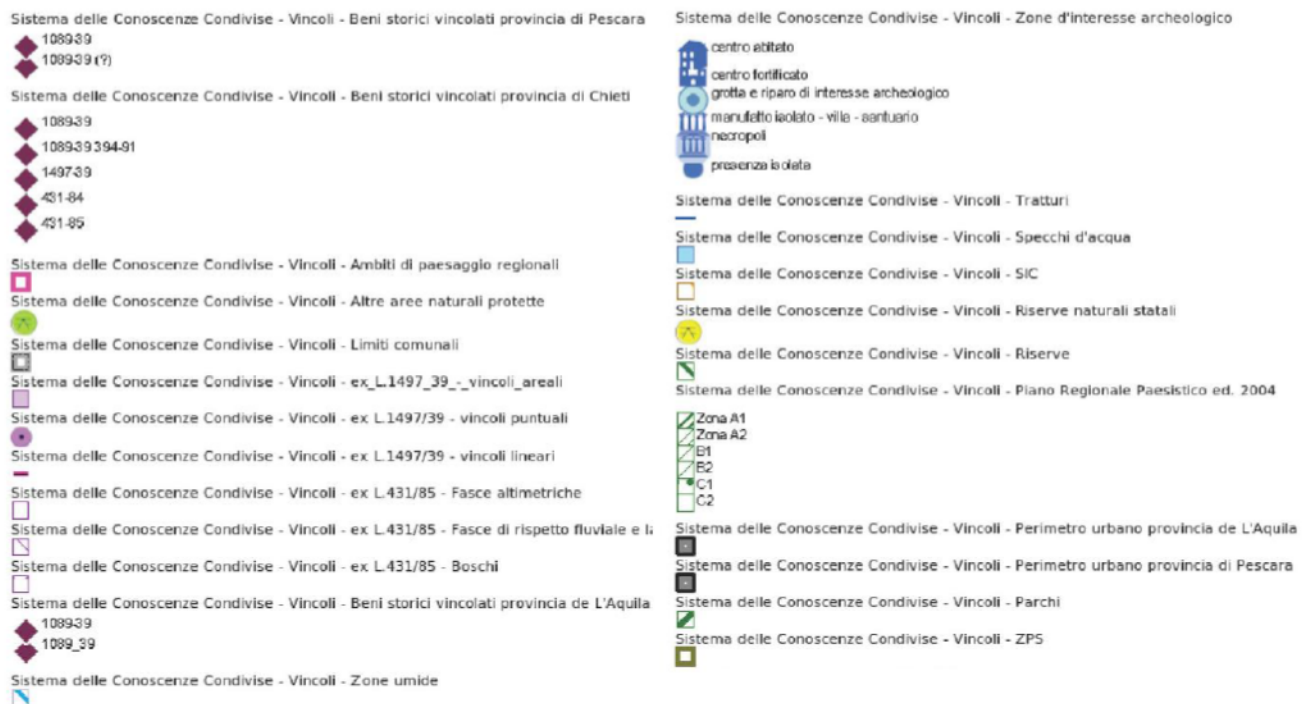 Sistema delle Conoscenze Condivise - Vincoli - Beni storici vincolati provincia di Pescara
1089-39
1089-39 (?)
Sistema delle Conoscenze Condivise - Vincoli - Beni storici vincolati provincia di Chieti
1089-39
1089-39 394-91
1497-39
431-84
431-85
Sistema delle Conoscenze Condivise - Vincoli - Ambiti di paesaggio regionali
Sistema delle Conoscenze Condivise - Vincoli - Altre aree naturali protette
Sistema delle Conoscenze Condivise - Vincoli - Limiti comunali
Sistema delle Conoscenze Condivise - Vincoli - ex_L.1497_39_-_vincoli_areali
Sistema delle Conoscenze Condivise - Vincoli - ex L.1497/39 - vincoli puntuali
Sistema delle Conoscenze Condivise - Vincoli - ex L.1497/39 - vincoli lineari
Sistema delle Conoscenze Condivise - Vincoli - ex L.431/85 - Fasce altimetriche
Sistema delle Conoscenze Condivise - Vincoli - ex L.431/85 - Fasce di rispetto fluviale e la
Sistema delle Conoscenze Condivise - Vincoli - ex L.431/85 - Boschi
Sistema delle Conoscenze Condivise - Vincoli - Beni storici vincolati provincia de L'Aquila
1089-39
1089_39
Sistema delle Conoscenze Condivise - Vincoli - Zone umide
Sistema delle Conoscenze Condivise - Vincoli - Zone d'interesse archeologico
centro abitato
centro fortificato
grotta e riparo di interesse archeologico
manufatto isolato - villa - santuario
necropoli
presenza isolata
Sistema delle Conoscenze Condivise - Vincoli - Tratturi
Sistema delle Conoscenze Condivise - Vincoli - Specchi d'acqua
Sistema delle Conoscenze Condivise - Vincoli - SIC
Sistema delle Conoscenze Condivise - Vincoli - Riserve naturali statali
Sistema delle Conoscenze Condivise - Vincoli - Riserve
Sistema delle Conoscenze Condivise - Vincoli - Piano Regionale Paesistico ed. 2004
Zona A1
Zona A2
B1
B2
C1
C2
Sistema delle Conoscenze Condivise - Vincoli - Perimetro urbano provincia de L'Aquila
Sistema delle Conoscenze Condivise - Vincoli - Perimetro urbano provincia di Pescara
Sistema delle Conoscenze Condivise - Vincoli - Parchi
Sistema delle Conoscenze Condivise - Vincoli - ZPS